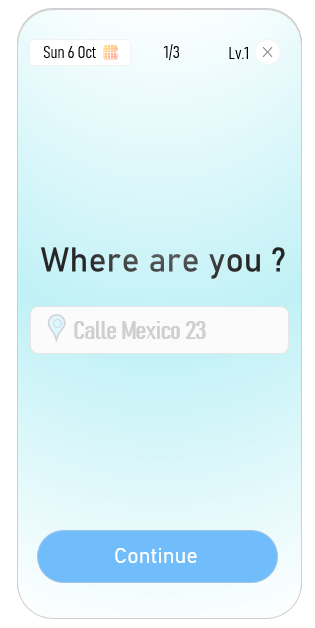 Sun 6 Oct 1/3 Lv.1
Where are you ?
Calle Mexico 23
Continue